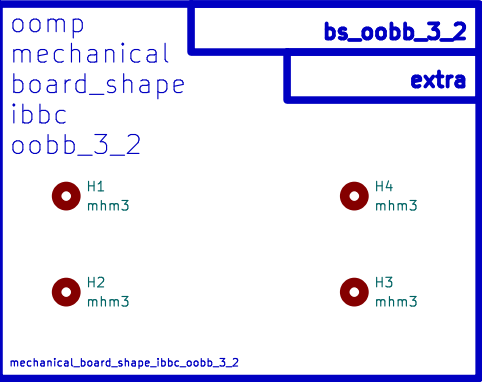 oomp
mechanical
board_shape
ibbc
oobb_3_2
bs_oobb_3_2
extra
H1
mhm3
H4
mhm3
H2
mhm3
H3
mhm3
mechanical_board_shape_ibbc_oobb_3_2